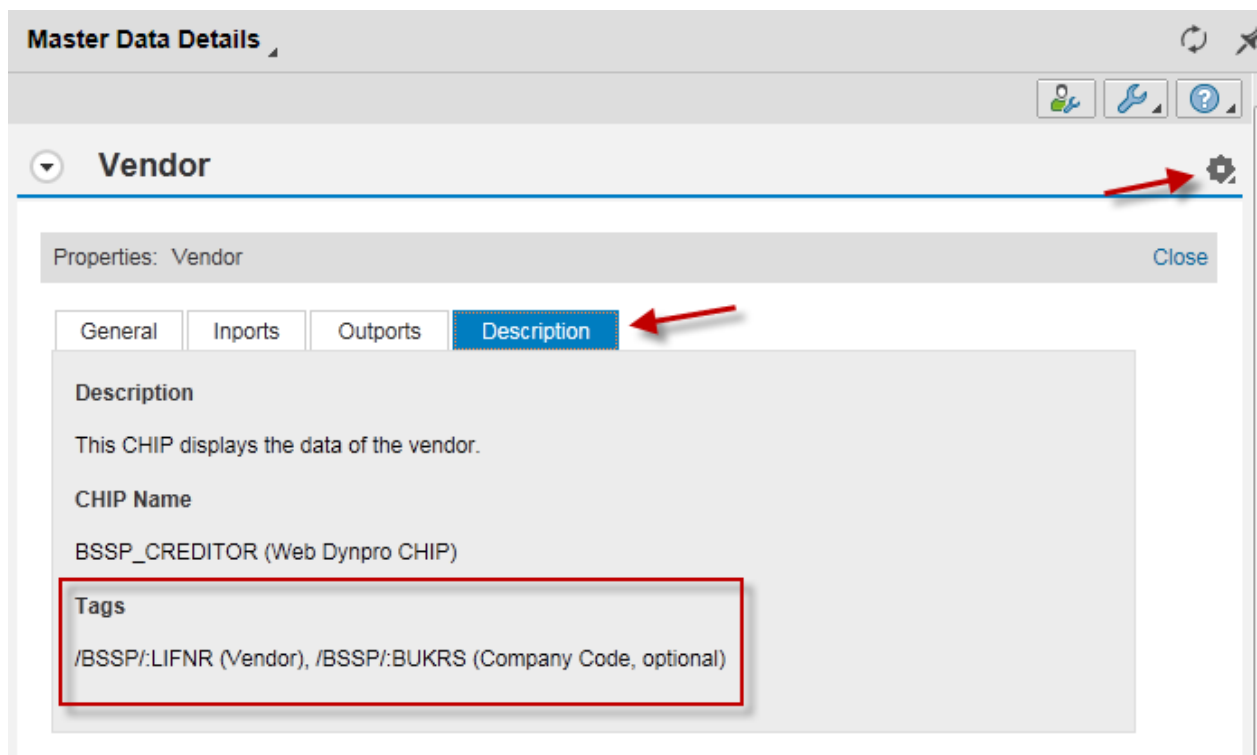 Master Data Details
Vendor
Properties: Vendor
Close
General
Inports
Outports
Description
Description
This CHIP displays the data of the vendor.
CHIP Name
BSSP_CREDITOR (Web Dynpro CHIP)
Tags
/BSSP/:LIFNR (Vendor), /BSSP/:BUKRS (Company Code, optional)